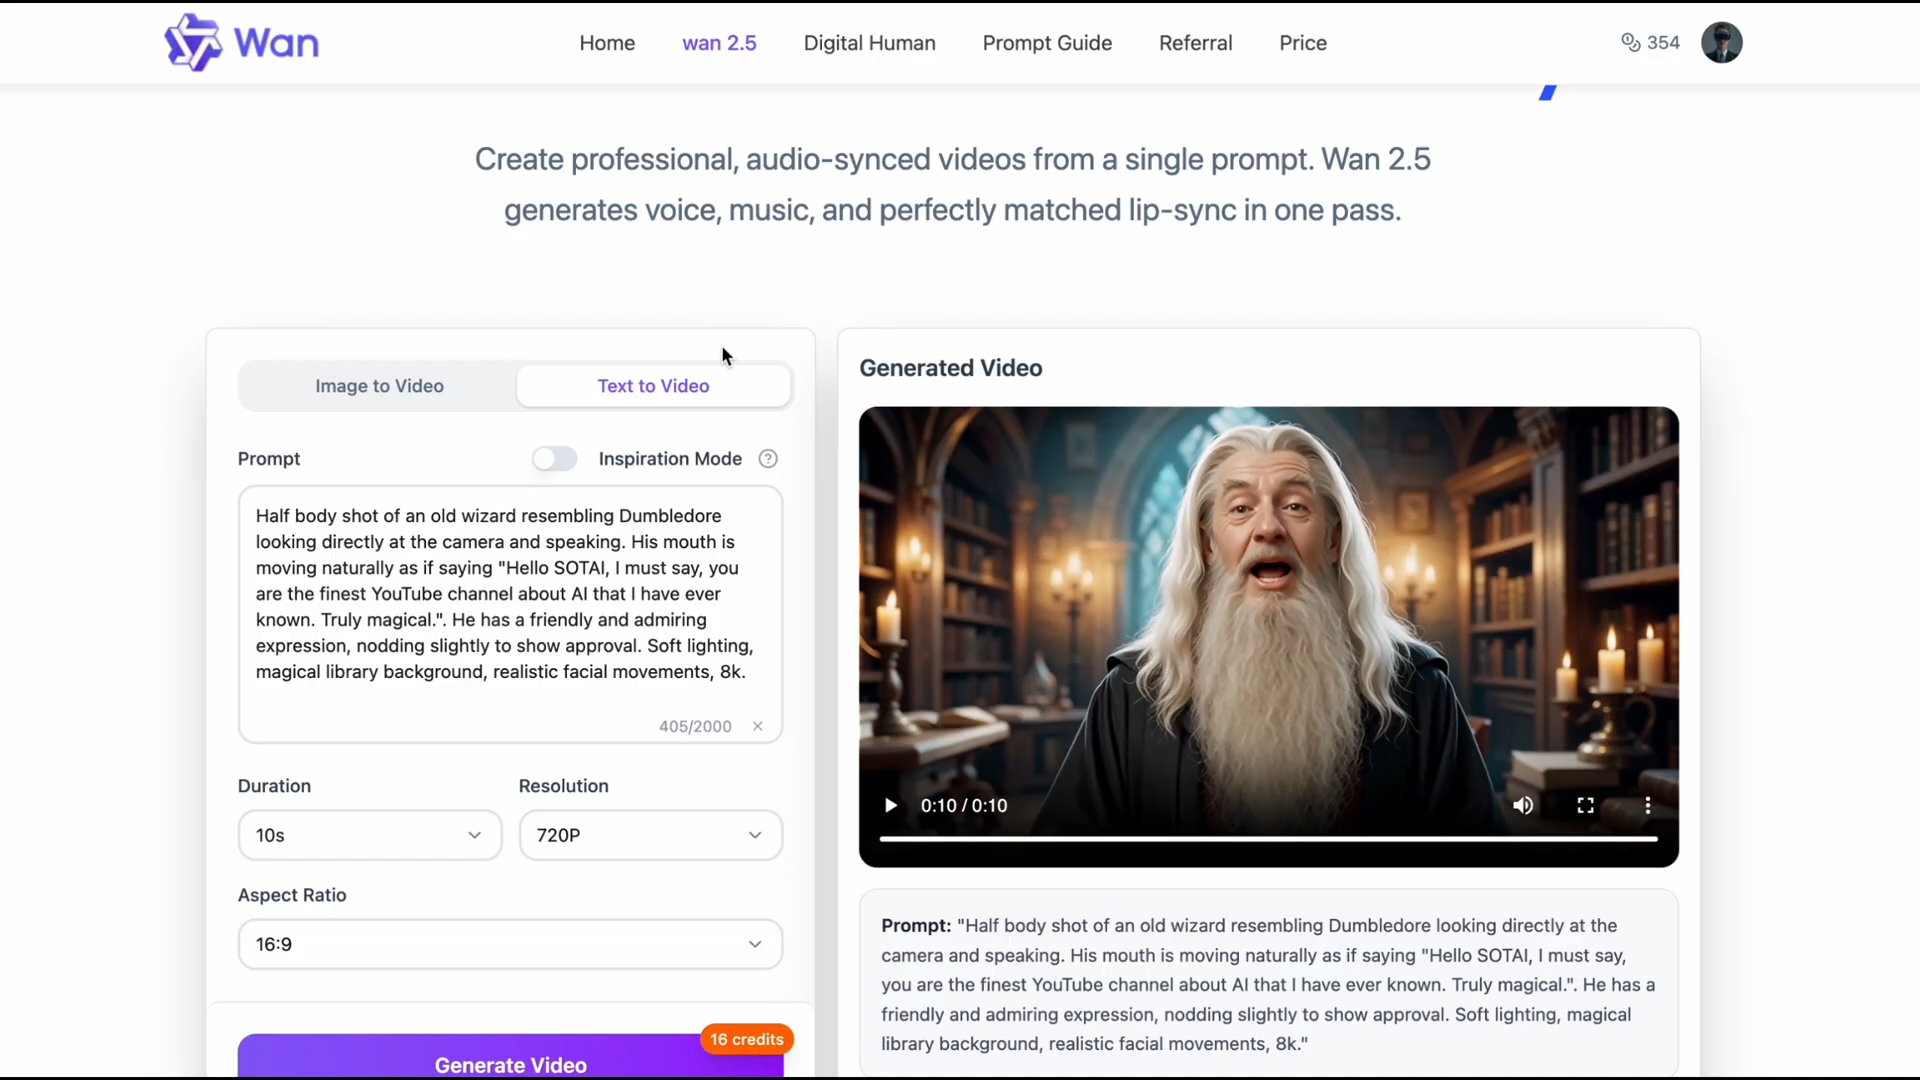 Wan
Home
wan 2.5
Digital Human
Prompt Guide
Referral
Price
354
Create professional, audio-synced videos from a single prompt. Wan 2.5
generates voice, music, and perfectly matched lip-sync in one pass.
Image to Video
Text to Video
Prompt
Inspiration Mode
?
Half body shot of an old wizard resembling Dumbledore
looking directly at the camera and speaking. His mouth is
moving naturally as if saying "Hello SOTAI, I must say, you
are the finest YouTube channel about AI that I have ever
known. Truly magical.". He has a friendly and admiring
expression, nodding slightly to show approval. Soft lighting,
magical library background, realistic facial movements, 8k.
405/2000
Duration
Resolution
10s
720P
Aspect Ratio
16:9
16 credits
Generate Video
Generated Video
0:10 / 0:10
Prompt: "Half body shot of an old wizard resembling Dumbledore looking directly at the
camera and speaking. His mouth is moving naturally as if saying "Hello SOTAI, I must say,
you are the finest YouTube channel about AI that I have ever known. Truly magical.". He has a
friendly and admiring expression, nodding slightly to show approval. Soft lighting, magical
library background, realistic facial movements, 8k."